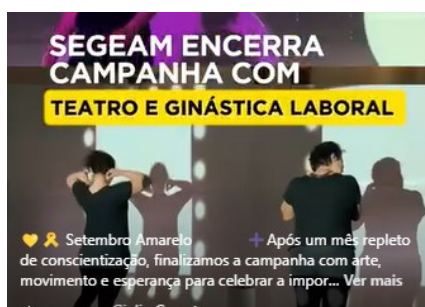 SEGEAM ENCERRA
CAMPANHA COM
TEATRO E GINÁSTICA LABORAL
💛🎗️ Setembro Amarelo ➕Após um mês repleto
de conscientização, finalizamos a campanha com arte,
movimento e esperança para celebrar a impor... Ver mais